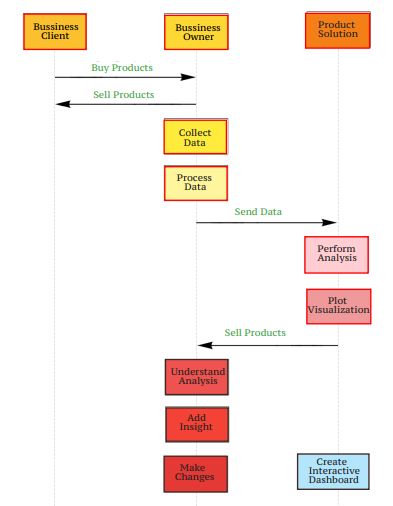 Bussiness
Client
Bussiness
Owner
Product
Solution
Buy Products
Sell Products
Collect
Data
Process
Data
Send Data
Perform
Analysis
Plot
Visualization
Sell Products
Understand
Analysis
Add
Insight
Make
Changes
Create
Interactive
Dashboard